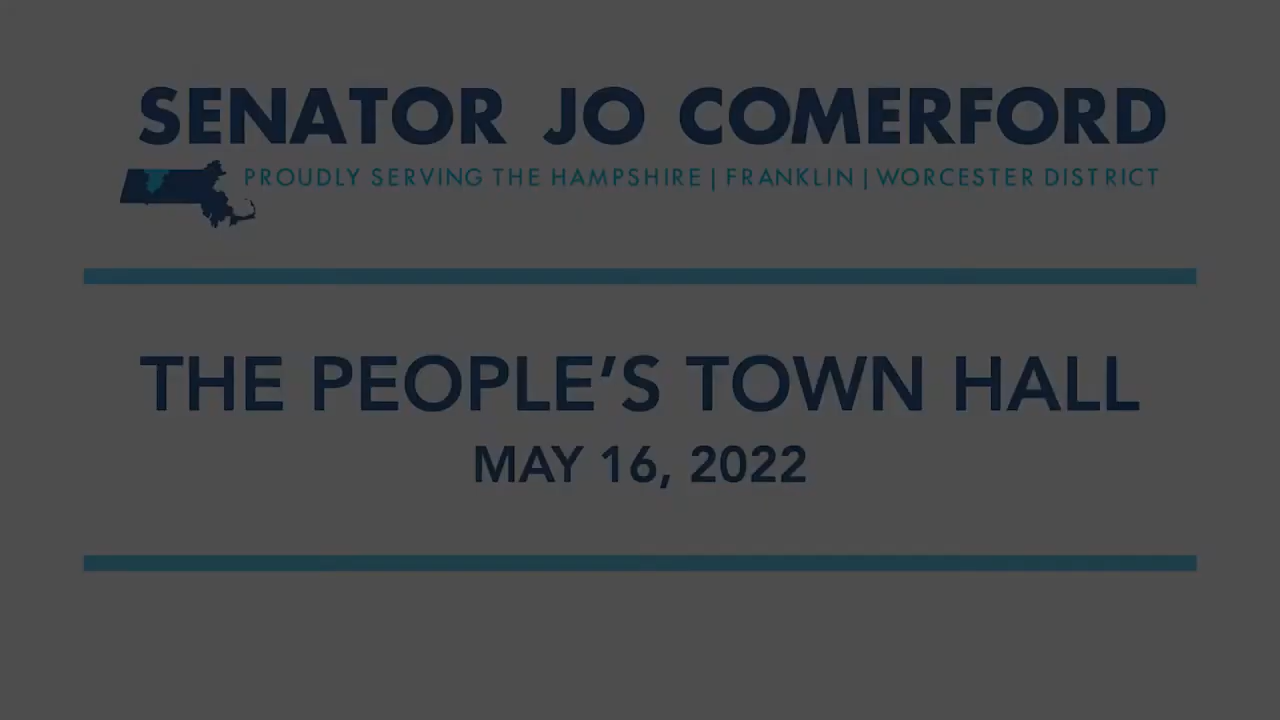 SENATOR JO COMERFORD
PROUDLY SERVING THE HAMPSHIRE | FRANKLIN | WORCESTER DISTRICT
THE PEOPLE’S TOWN HALL
MAY 16, 2022